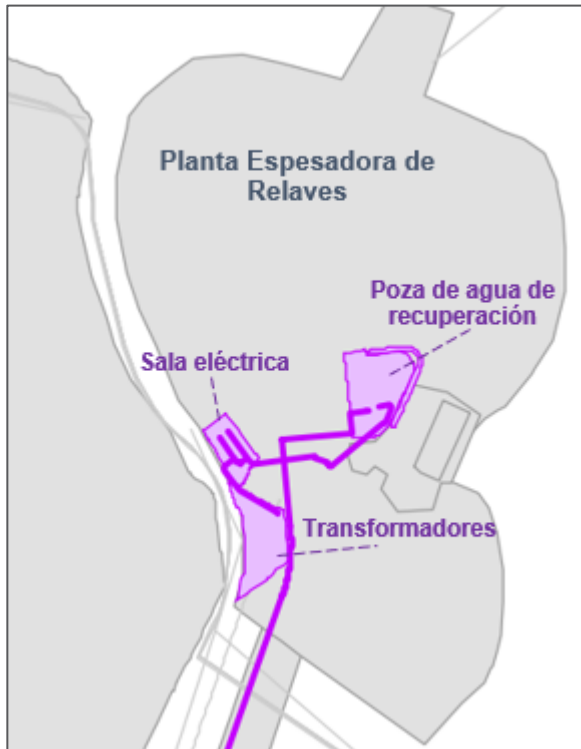 Planta Espesadora de
Relaves
Poza de agua de
recuperación
Sala eléctrica
Transformadores